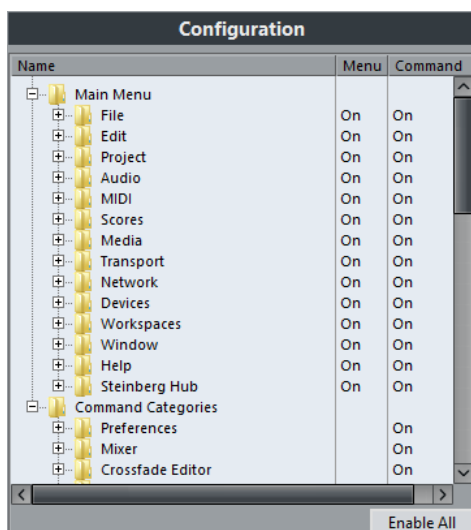 Configuration
Name Menu Command
Main Menu
File On On
Edit On On
Project On On
Audio On On
MIDI On On
Scores On On
Media On On
Transport On On
Network On On
Devices On On
Workspaces On On
Window On On
Help On On
Steinberg Hub On On
Command Categories
Preferences On
Mixer On
Crossfade Editor On
Enable All